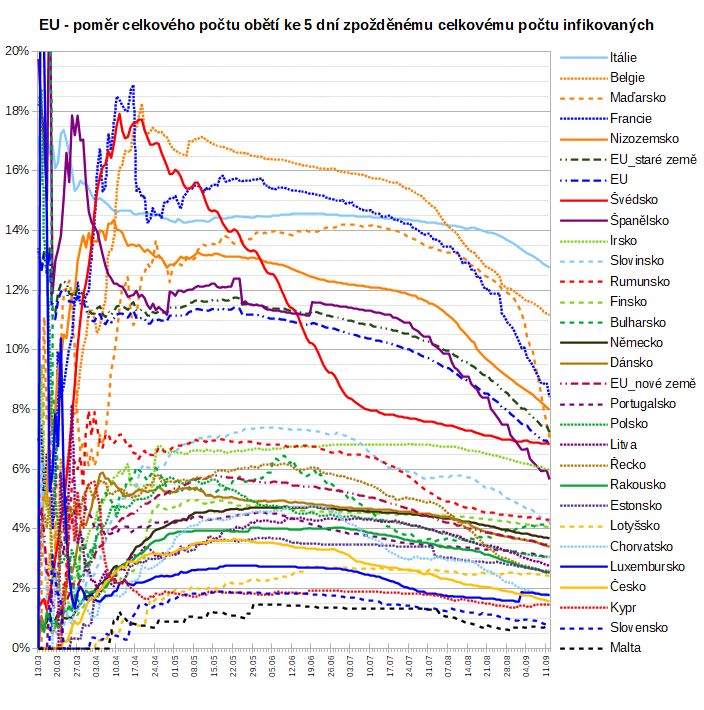 EU - poměr celkového počtu obětí ke 5 dní zpožděnému celkovému počtu infikovaných
20%
18%
16%
14%
12%
10%
8%
6%
4%
2%
0%
13.03
20.03
27.03
03.04
10.04
17.04
24.04
01.05
08.05
15.05
22.05
29.05
05.06
12.06
19.06
26.06
03.07
10.07
17.07
24.07
31.07
07.08
14.08
21.08
28.08
04.09
11.09
Itálie
Belgie
Maďarsko
Francie
Nizozemsko
EU_staré země
EU
Švédsko
Španělsko
Irsko
Slovinsko
Rumunsko
Finsko
Bulharsko
Německo
Dánsko
EU_nové země
Portugalsko
Polsko
Litva
Řecko
Rakousko
Estonsko
Lotyšsko
Chorvatsko
Luxembursko
Česko
Kypr
Slovensko
Malta